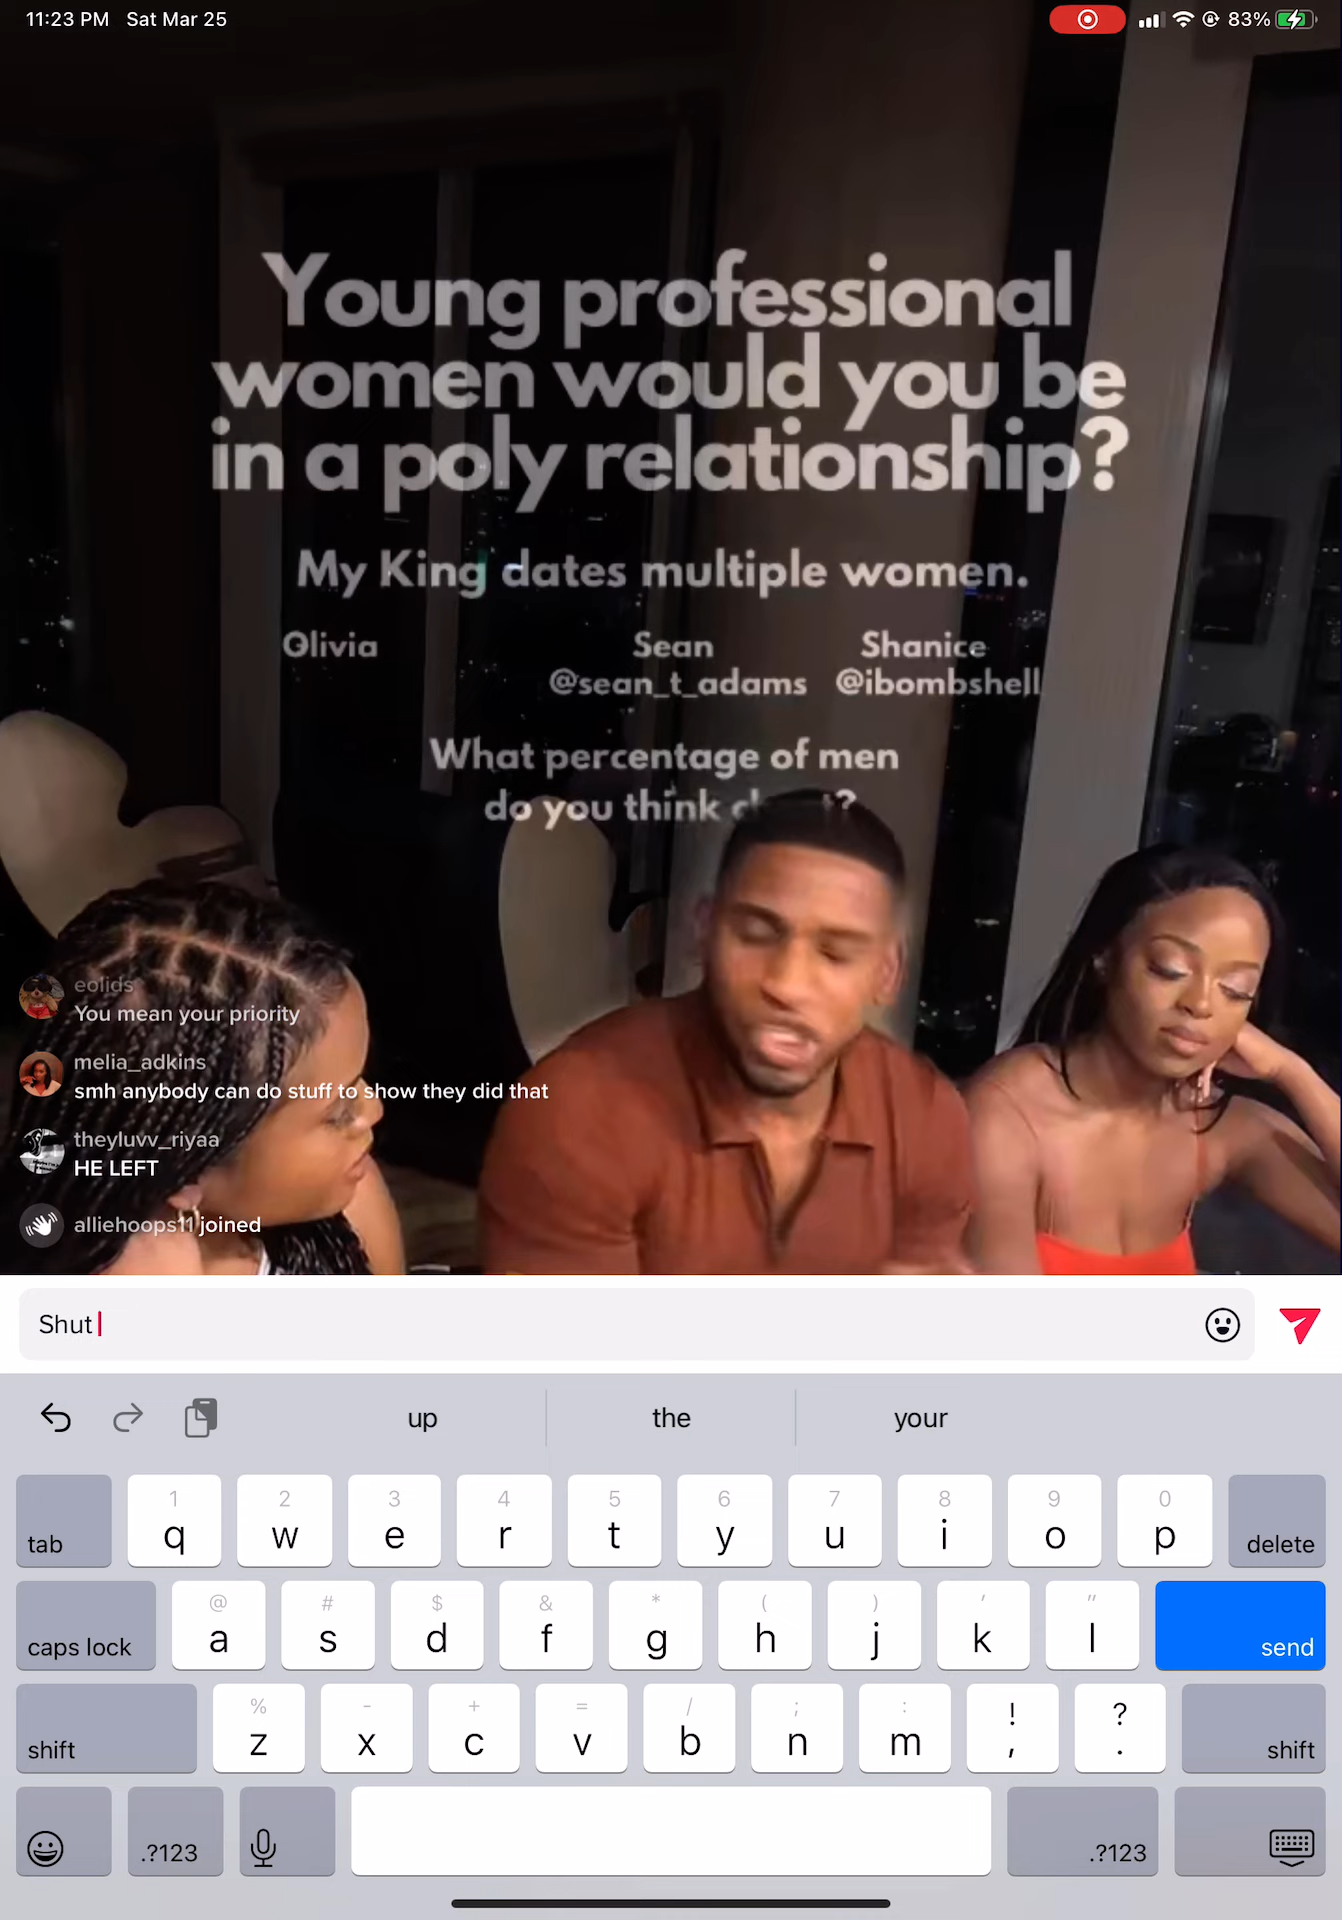 11:23 PM Sat Mar 25
83%
Young professional
women would you be
in a poly relationship?
My King dates multiple women.
Olivia Sean Shanice
@sean_t_adams @ibombshell
What percentage of men
do you think
eolids
You mean your priority
melia_adkins
smh anybody can do stuff to show they did that
theyluvv_riyaa
HE LEFT
alliehoops11 joined
Shut
up the your
1 2 3 4 5 6 7 8 9 0
tab q w e r t y u i o p delete
@ # $ & * ( ) ' "
caps lock a s d f g h j k l send
% - + = / ; : ! ?
shift z x c v b n m , . shift
.?123 .?123